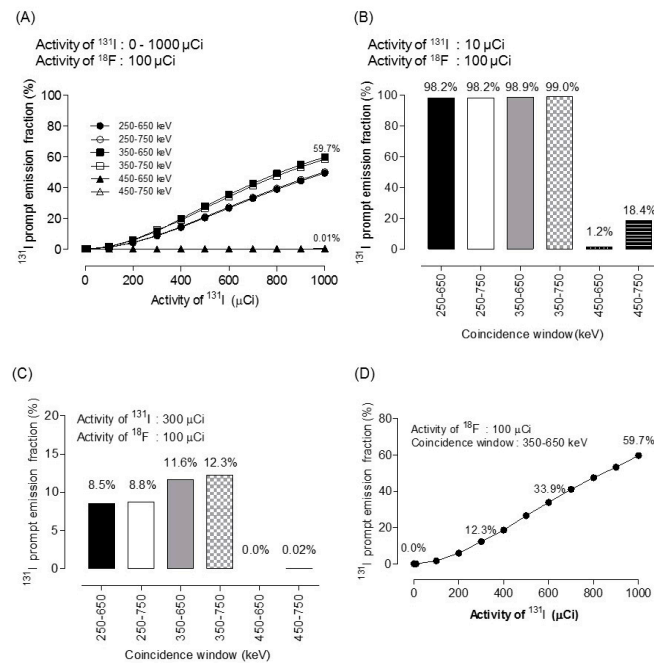 (A)
Activity of ¹³¹I : 0 - 1000 μCi
Activity of ¹⁸F : 100 μCi
¹³¹I prompt emission fraction (%)
100
80
60
40
20
0
250-650 keV
250-750 keV
350-650 keV
350-750 keV
450-650 keV
450-750 keV
59.7%
0.01%
0 200 400 600 800 1000
Activity of ¹³¹I (μCi)
(B)
Activity of ¹³¹I : 10 μCi
Activity of ¹⁸F : 100 μCi
¹³¹I prompt emission fraction (%)
100
80
60
40
20
0
98.2% 98.2% 98.9% 99.0%
1.2%
18.4%
250-650
250-750
350-650
350-750
450-650
450-750
Coincidence window (keV)
(C)
Activity of ¹³¹I : 300 μCi
Activity of ¹⁸F : 100 μCi
¹³¹I prompt emission fraction (%)
20
15
10
5
0
8.5% 8.8% 11.6% 12.3% 0.0% 0.02%
250-650
250-750
350-650
350-750
450-650
450-750
Coincidence window (keV)
(D)
Activity of ¹⁸F : 100 μCi
Coincidence window : 350-650 keV
¹³¹I prompt emission fraction (%)
80
60
40
20
0
0.0%
12.3%
33.9%
59.7%
0 200 400 600 800 1000
Activity of ¹³¹I (μCi)